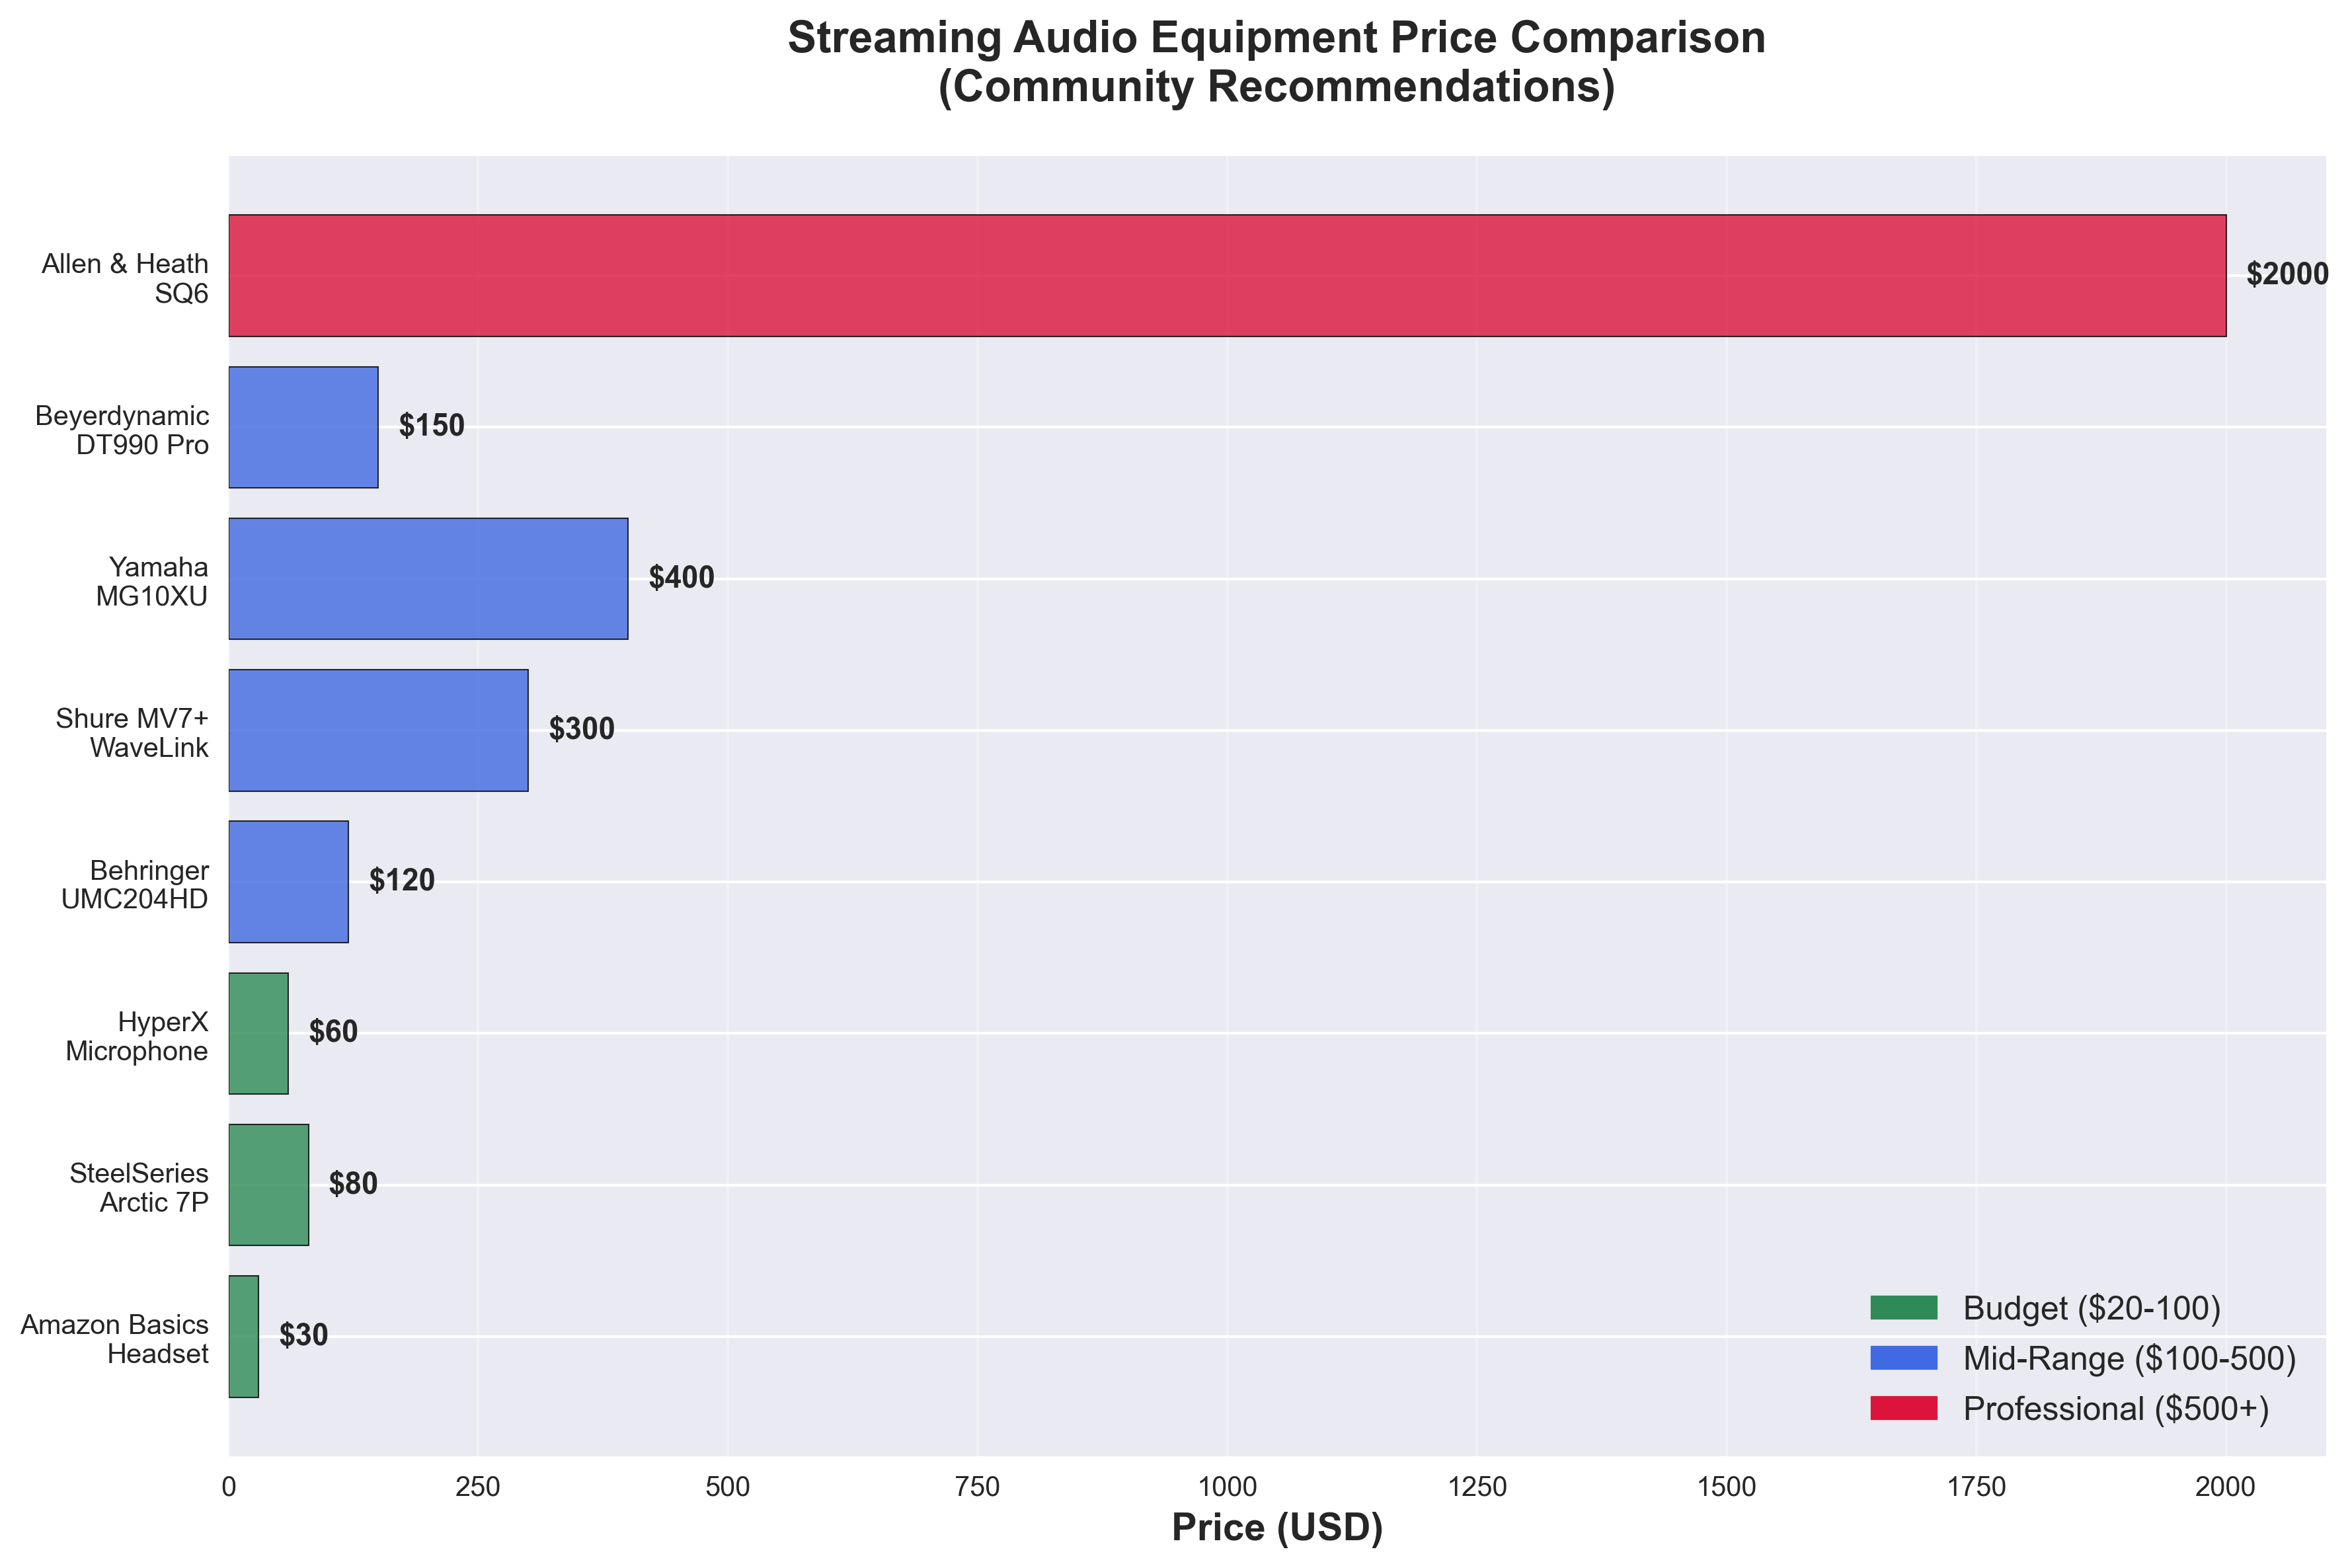 Streaming Audio Equipment Price Comparison
(Community Recommendations)
Allen & Heath
SQ6
$2000
Beyerdynamic
DT990 Pro
$150
Yamaha
MG10XU
$400
Shure MV7+
WaveLink
$300
Behringer
UMC204HD
$120
HyperX
Microphone
$60
SteelSeries
Arctic 7P
$80
Amazon Basics
Headset
$30
Budget ($20-100)
Mid-Range ($100-500)
Professional ($500+)
0 250 500 750 1000 1250 1500 1750 2000
Price (USD)